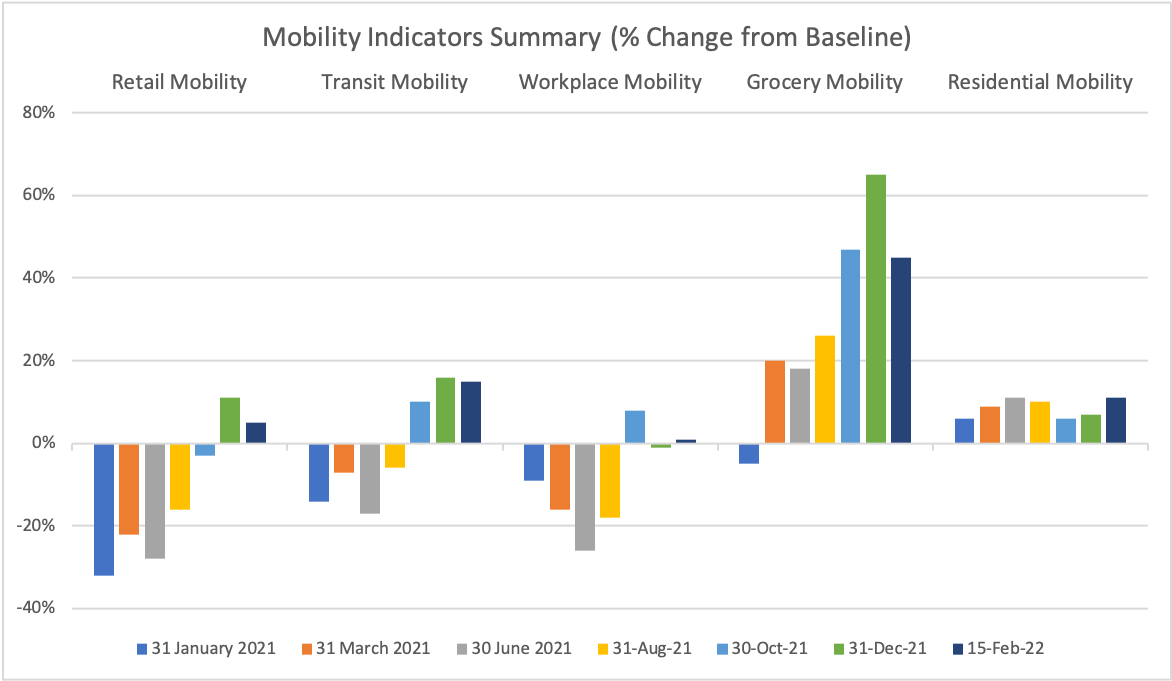 Mobility Indicators Summary (% Change from Baseline)
Retail Mobility Transit Mobility Workplace Mobility Grocery Mobility Residential Mobility
80%
60%
40%
20%
0%
-20%
-40%
31 January 2021 31 March 2021 30 June 2021 31-Aug-21 30-Oct-21 31-Dec-21 15-Feb-22